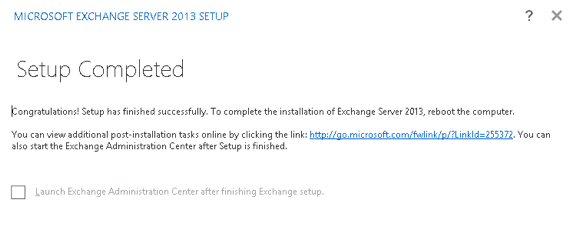 MICROSOFT EXCHANGE SERVER 2013 SETUP
?
Setup Completed
Congratulations! Setup has finished successfully. To complete the installation of Exchange Server 2013, reboot the computer.
You can view additional post-installation tasks online by clicking the link: http://go.microsoft.com/fwlink/p/?LinkId=255372. You can
also start the Exchange Administration Center after Setup is finished.
Launch Exchange Administration Center after finishing Exchange setup.